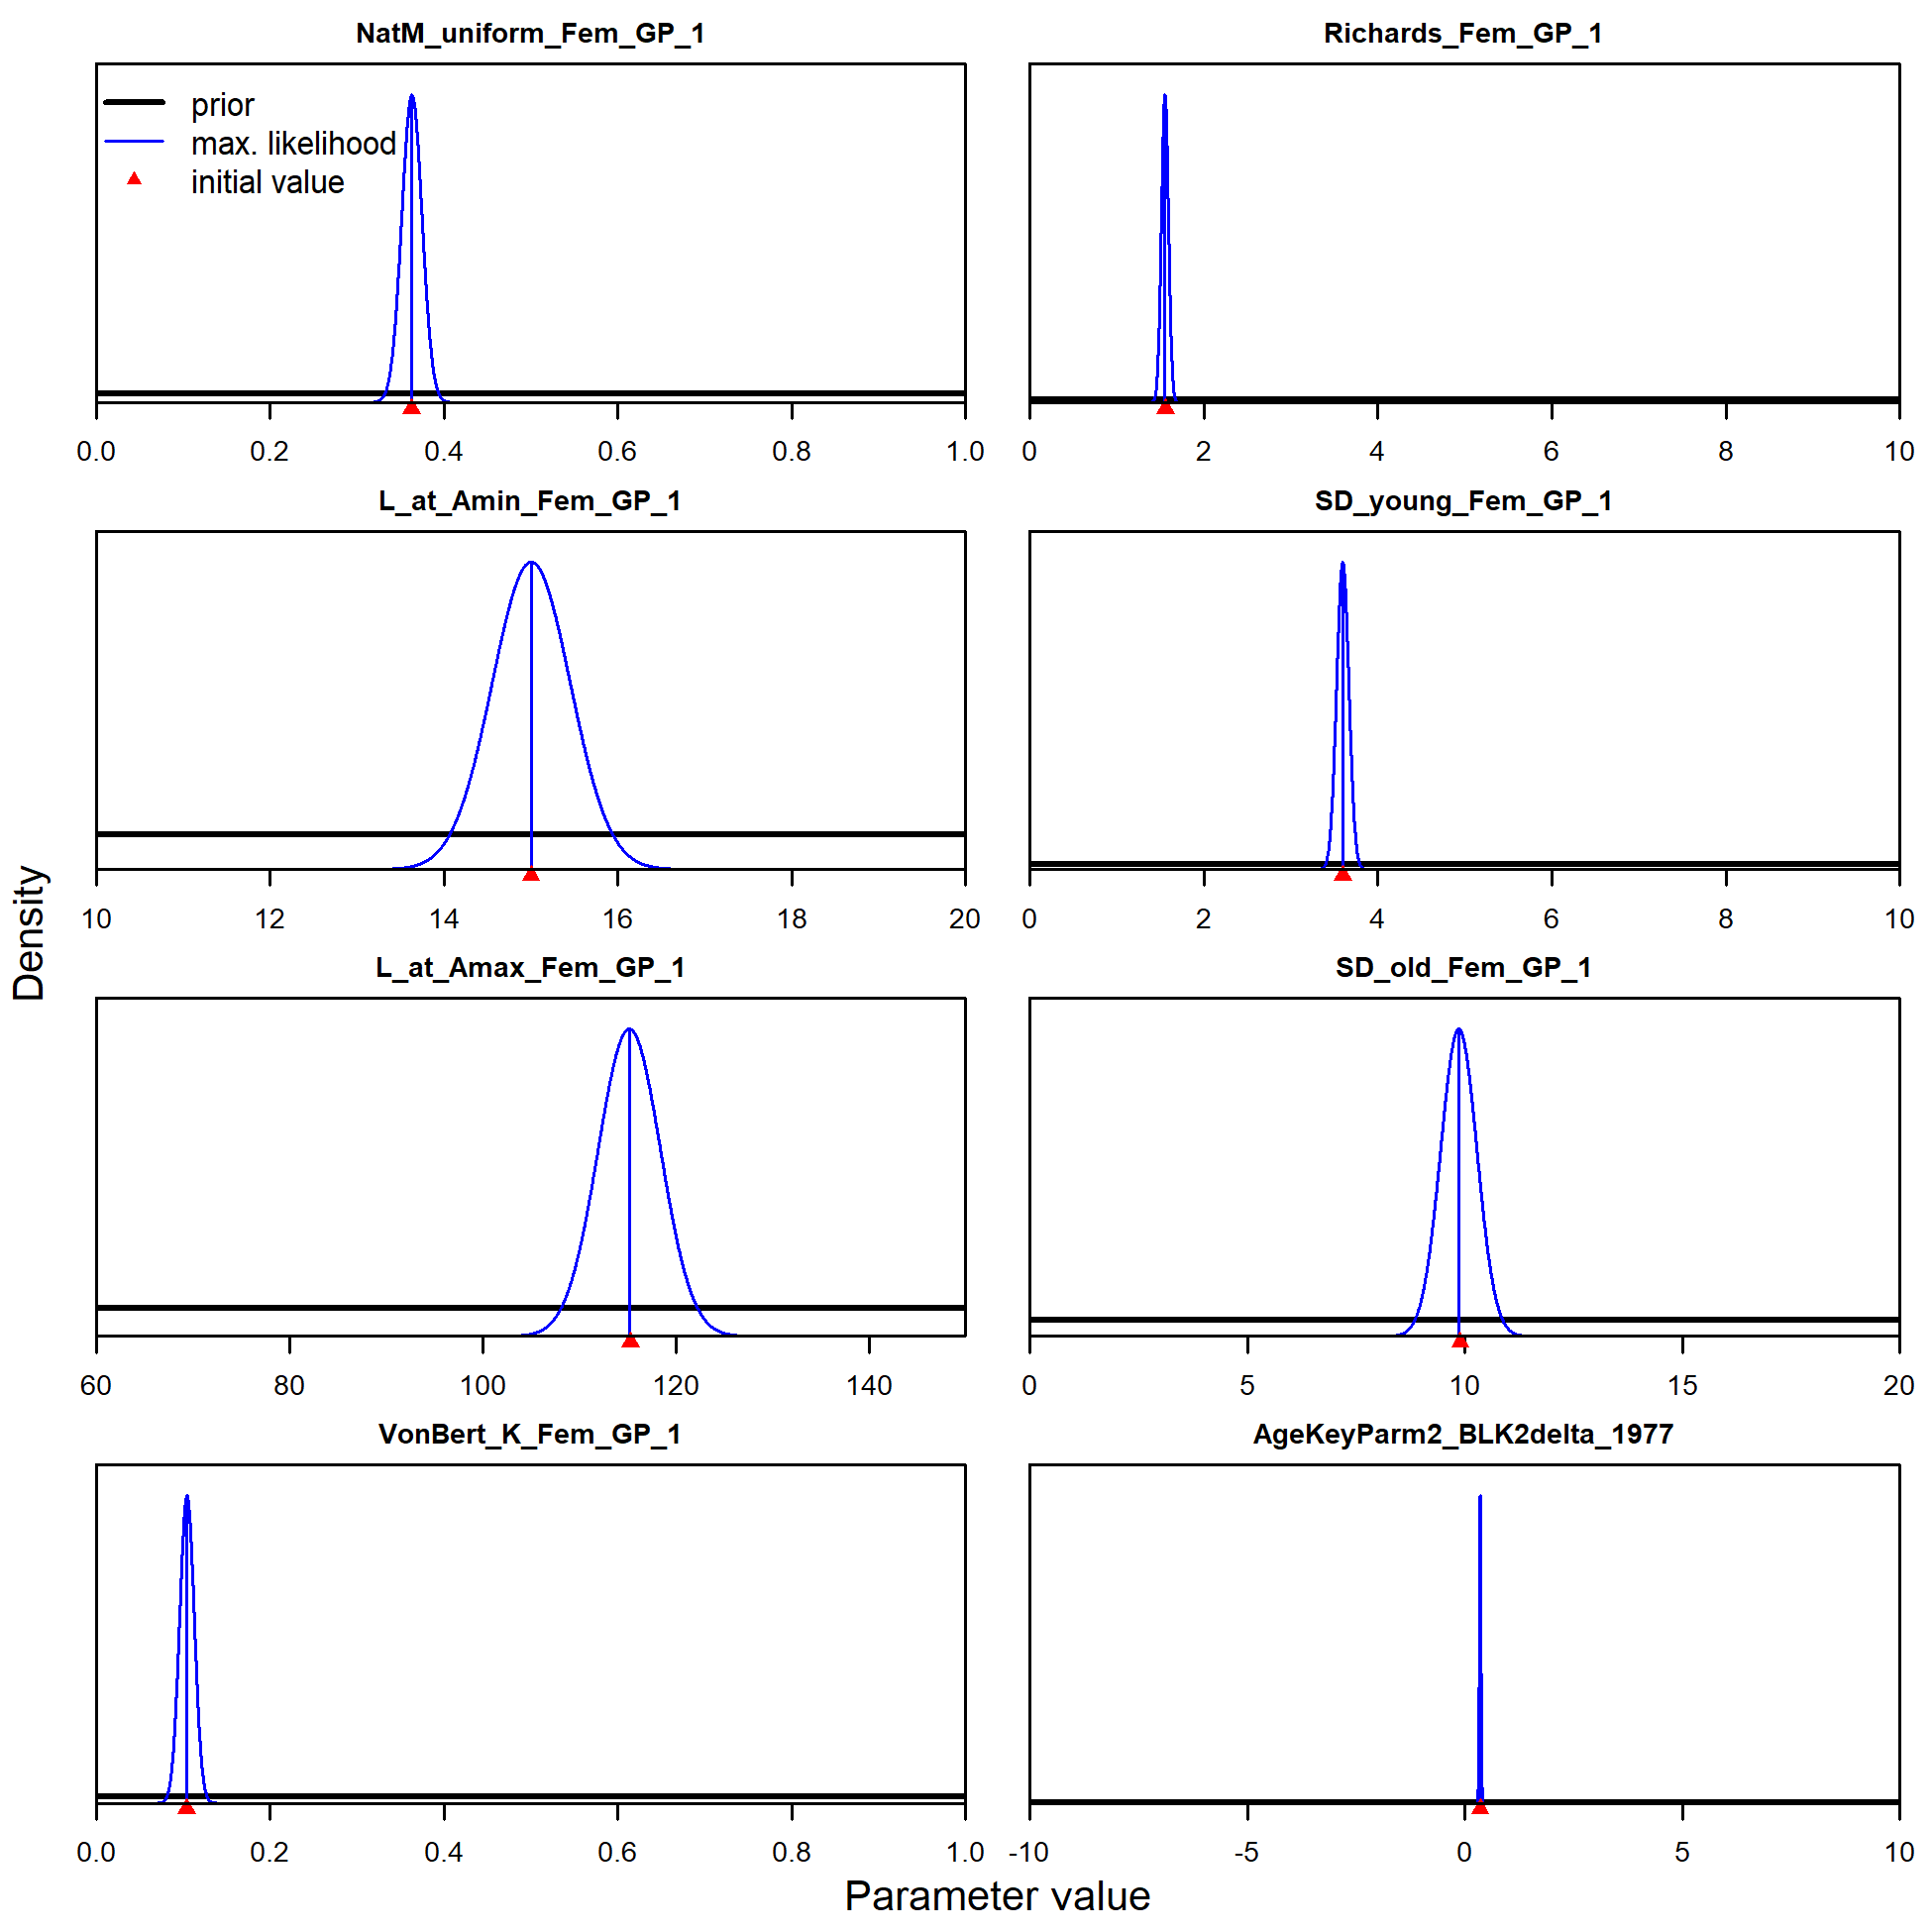 NatM_uniform_Fem_GP_1
prior
max. likelihood
initial value
0.0 0.2 0.4 0.6 0.8 1.0
Richards_Fem_GP_1
0 2 4 6 8 10
L_at_Amin_Fem_GP_1
10 12 14 16 18 20
SD_young_Fem_GP_1
0 2 4 6 8 10
L_at_Amax_Fem_GP_1
60 80 100 120 140
SD_old_Fem_GP_1
0 5 10 15 20
VonBert_K_Fem_GP_1
0.0 0.2 0.4 0.6 0.8 1.0
AgeKeyParm2_BLK2delta_1977
-10 -5 0 5 10
Density
Parameter value